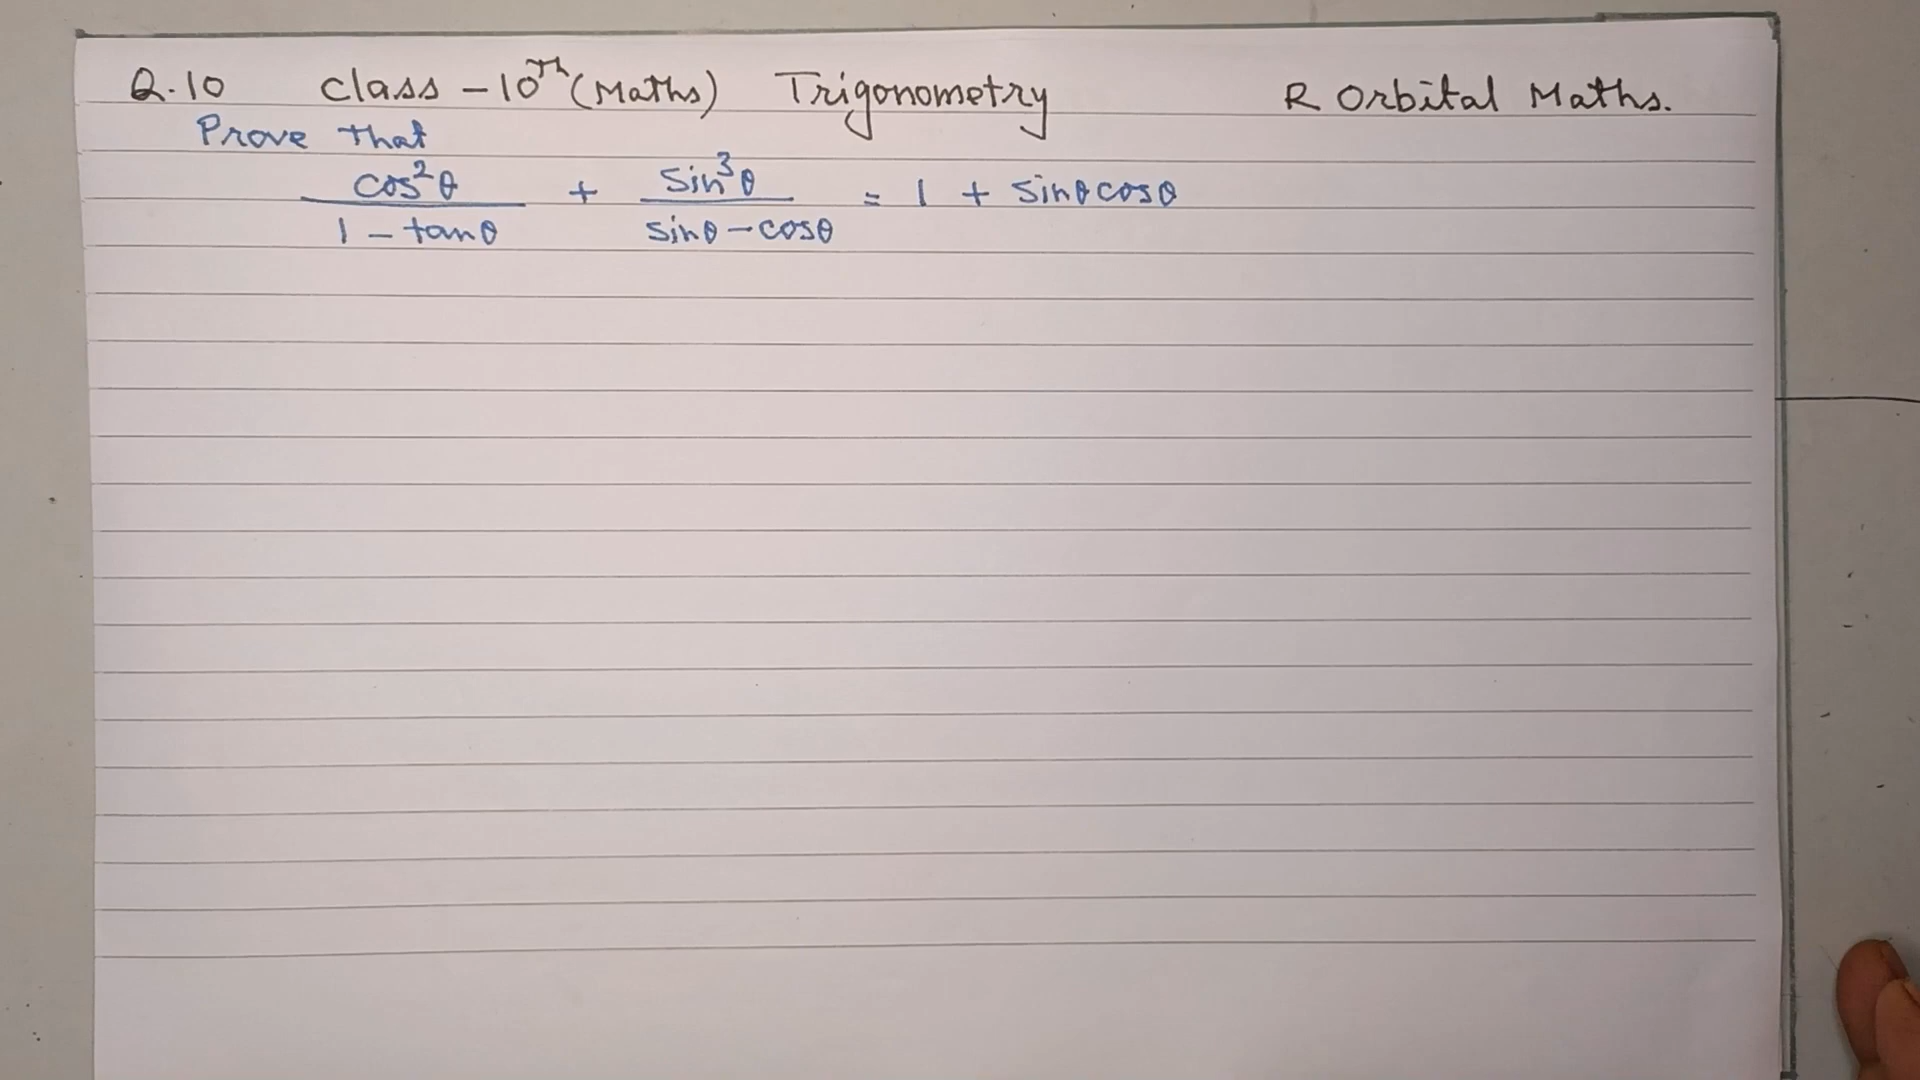 Q.10 class - 10th (Maths) Trigonometry R Orbital Maths.
Prove that
cos²θ / 1 - tanθ + sin³θ / sinθ - cosθ = 1 + sinθcosθ